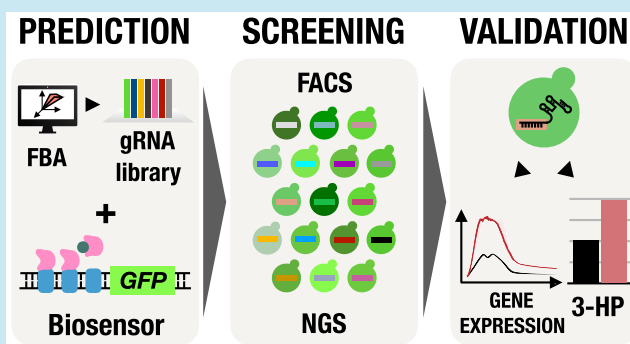 PREDICTION
SCREENING
VALIDATION
FBA
gRNA
library
+
GFP
Biosensor
FACS
NGS
GENE
EXPRESSION
3-HP